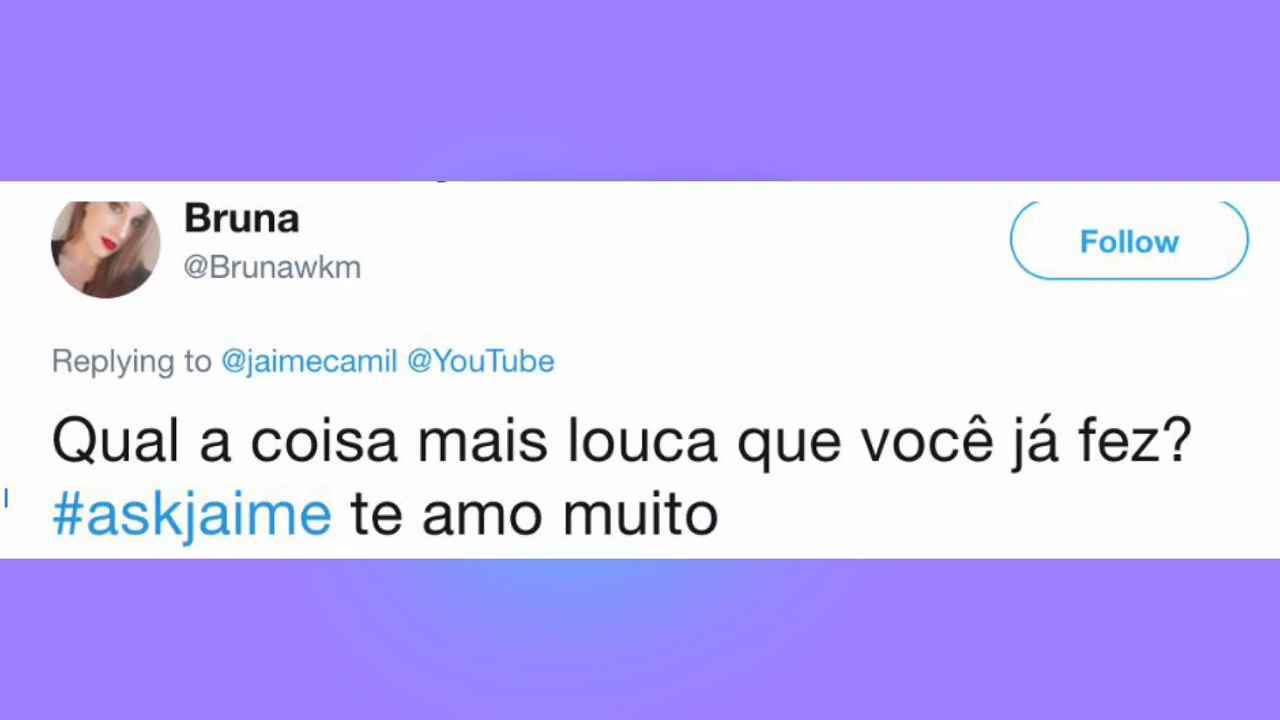 Bruna
Follow
@Brunawkm
Replying to @jaimecamil @YouTube
Qual a coisa mais louca que você já fez?
#askjaime te amo muito